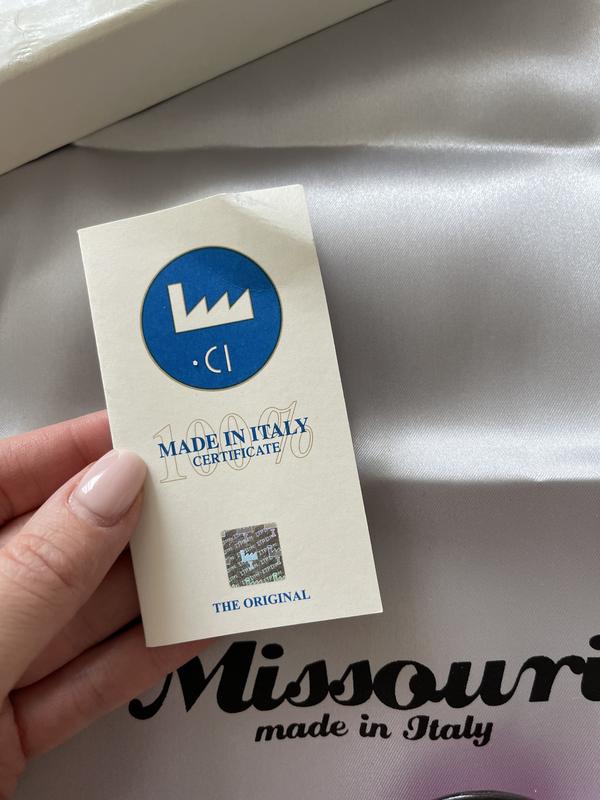 ·CI
100%
MADE IN ITALY
CERTIFICATE
THE ORIGINAL
Missouri
made in Italy